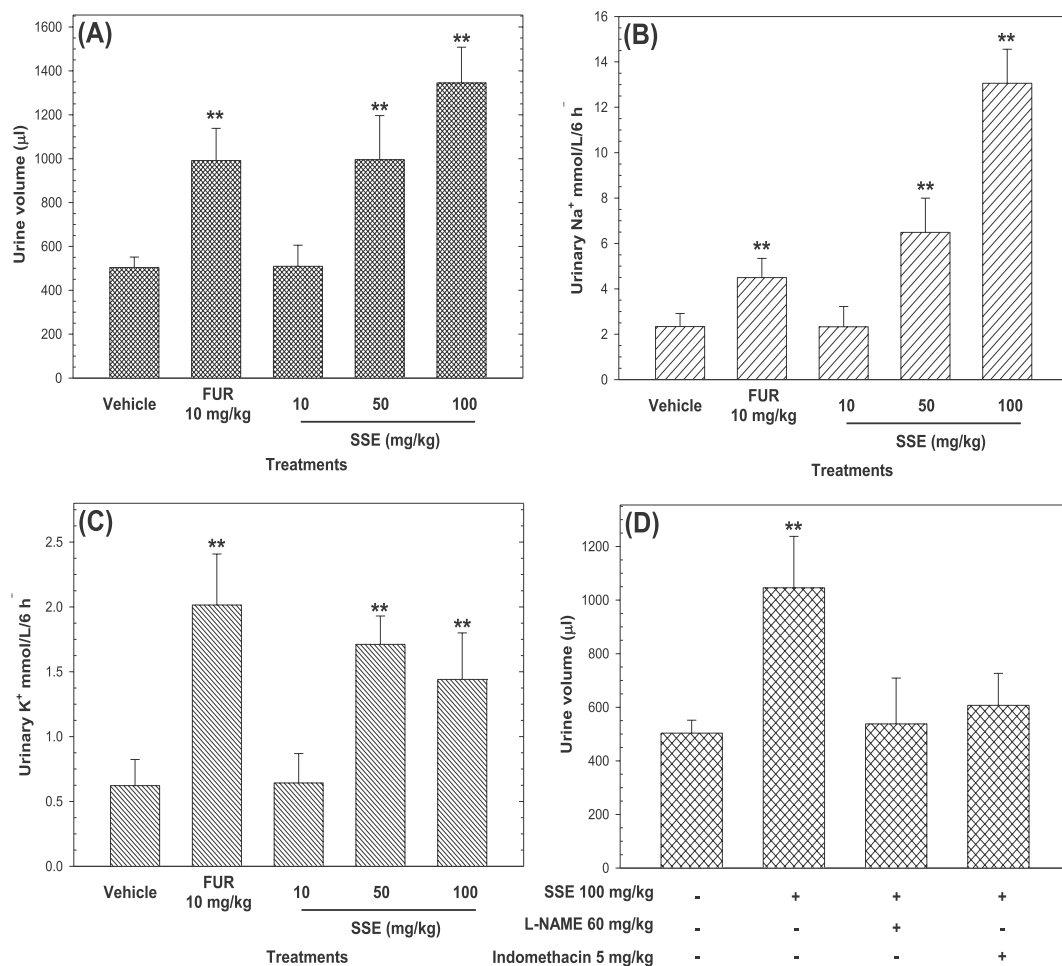 (A)
Urine volume (μl)
1600
1400
1200
1000
800
600
400
200
0
**
**
**
Vehicle FUR 10 50 100
10 mg/kg
SSE (mg/kg)
Treatments
(B)
Urinary Na⁺ mmol/L/6 h⁻
16
14
12
10
8
6
4
2
0
**
**
**
Vehicle FUR 10 50 100
10 mg/kg
SSE (mg/kg)
Treatments
(C)
Urinary K⁺ mmol/L/6 h⁻
2.5
2.0
1.5
1.0
0.5
0.0
**
**
**
Vehicle FUR 10 50 100
10 mg/kg
SSE (mg/kg)
Treatments
(D)
Urine volume (μl)
1200
1000
800
600
400
200
0
**
SSE 100 mg/kg - + + +
L-NAME 60 mg/kg - - + -
Indomethacin 5 mg/kg - - - +